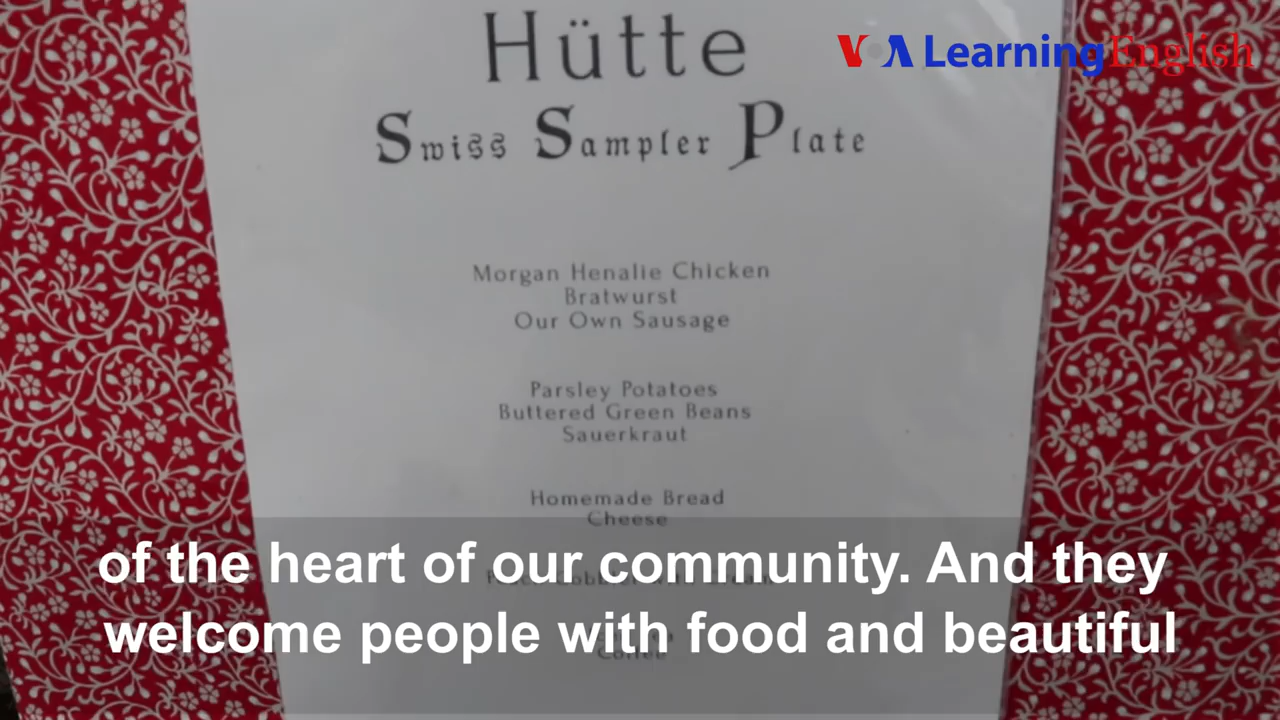 Hütte
VOA Learning English
Swiss Sampler Plate
Morgan Henalie Chicken
Bratwurst
Our Own Sausage
Parsley Potatoes
Buttered Green Beans
Sauerkraut
Homemade Bread
Cheese
of the heart of our community. And they
welcome people with food and beautiful
Coffee